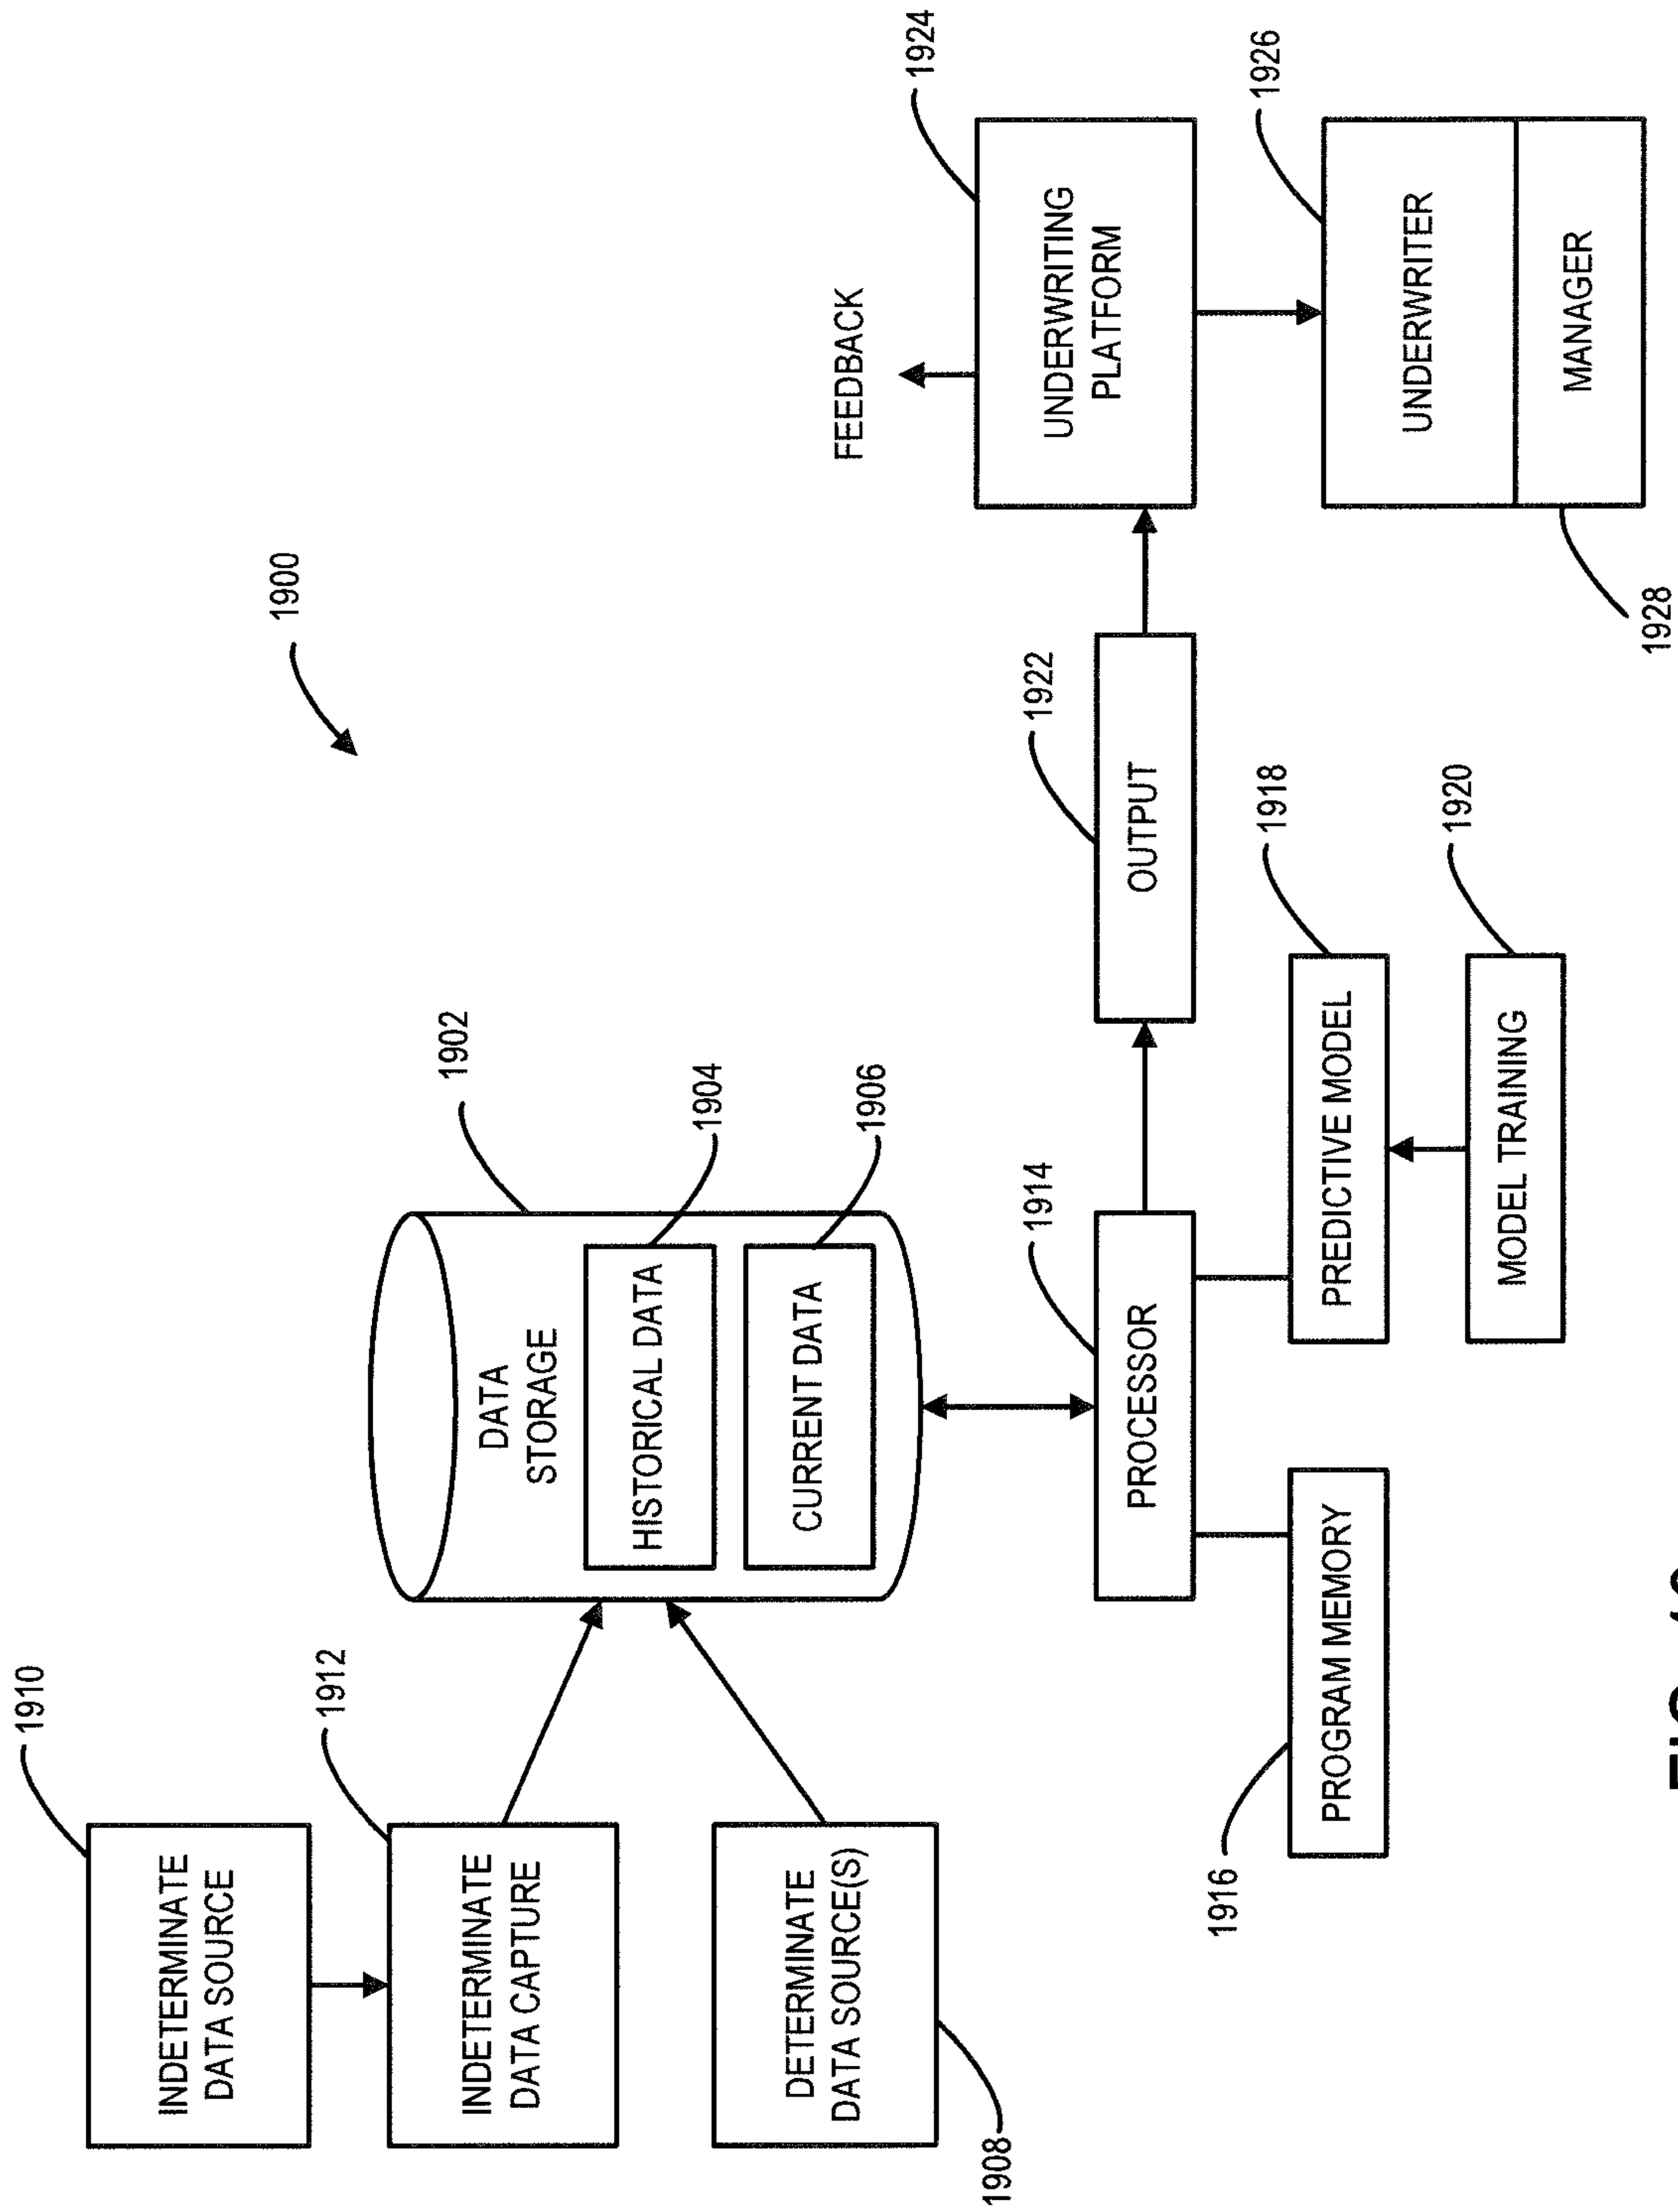 1910
INDETERMINATE
DATA SOURCE
1900
1912
INDETERMINATE
DATA CAPTURE
1902
DATA
STORAGE
1904
HISTORICAL DATA
1906
CURRENT DATA
DETERMINATE
DATA SOURCE(S)
1908
FEEDBACK
1924
UNDERWRITING
PLATFORM
1914
PROCESSOR
1922
OUTPUT
1916
PROGRAM MEMORY
1918
PREDICTIVE MODEL
1926
UNDERWRITER
1920
MODEL TRAINING
MANAGER
1928
FIG.